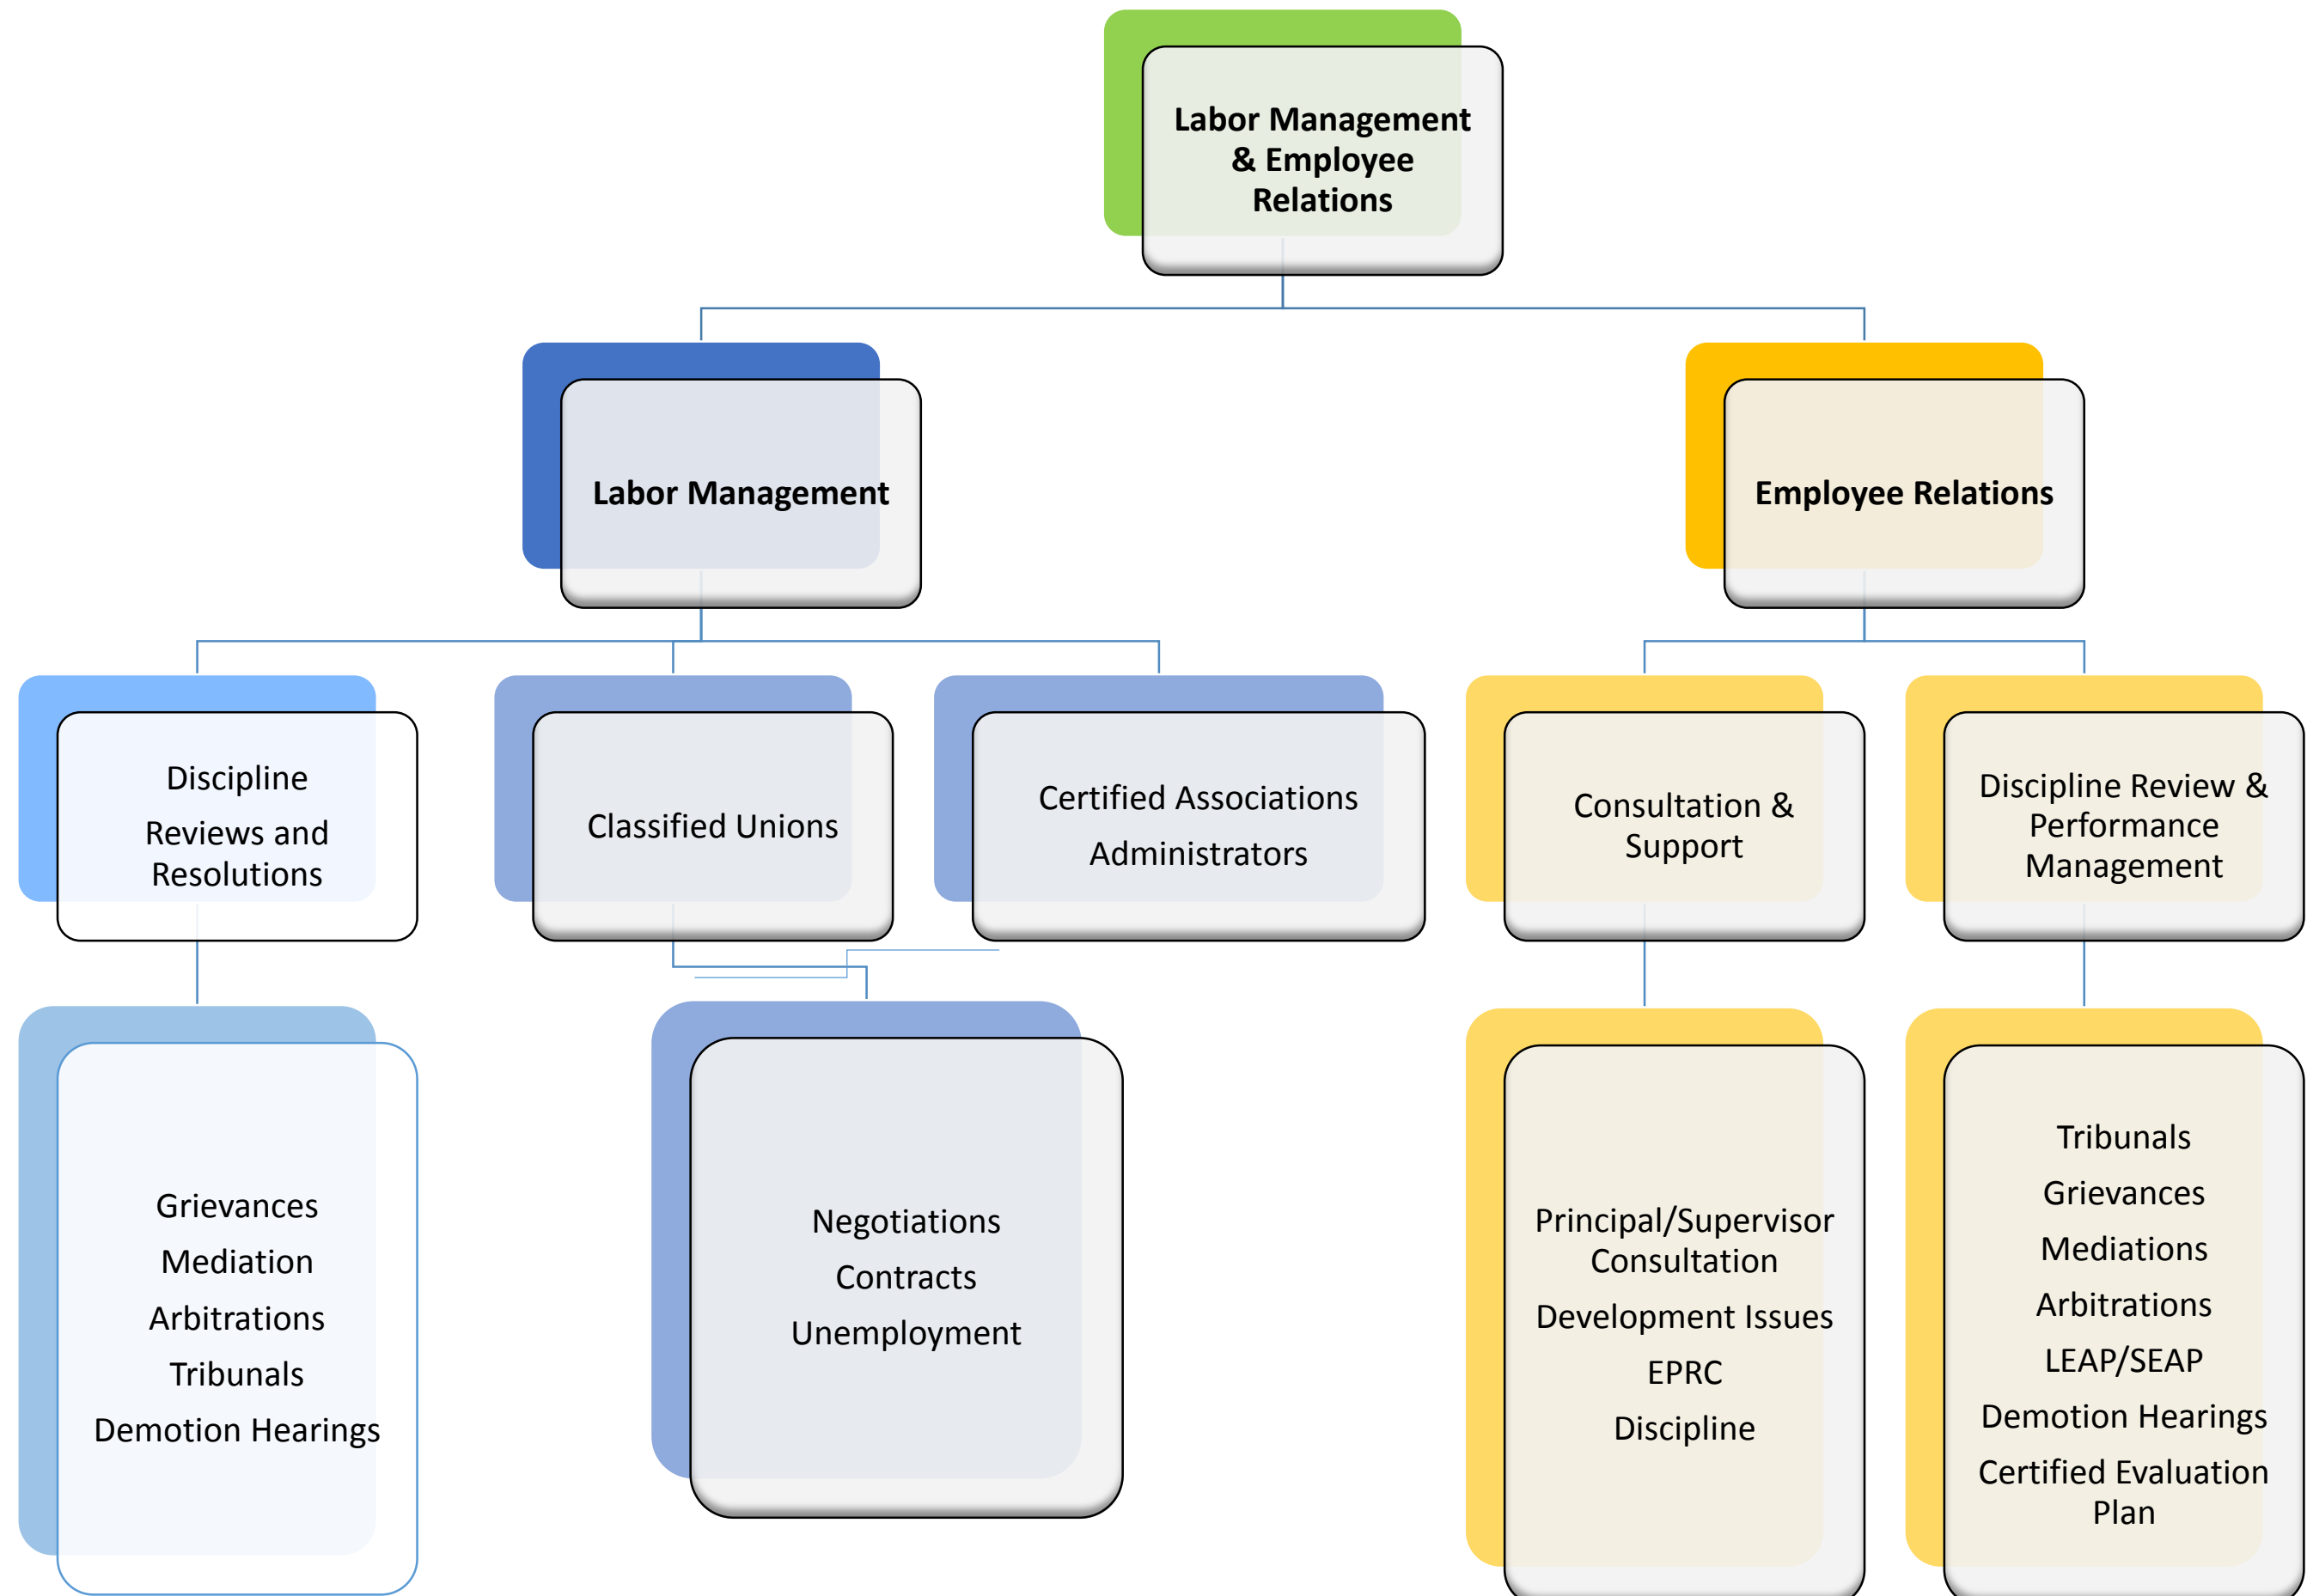 Labor Management
& Employee
Relations
Labor Management
Employee Relations
Discipline
Reviews and
Resolutions
Classified Unions
Certified Associations
Administrators
Consultation &
Support
Discipline Review &
Performance
Management
Grievances
Mediation
Arbitrations
Tribunals
Demotion Hearings
Negotiations
Contracts
Unemployment
Principal/Supervisor
Consultation
Development Issues
EPRC
Discipline
Tribunals
Grievances
Mediations
Arbitrations
LEAP/SEAP
Demotion Hearings
Certified Evaluation
Plan